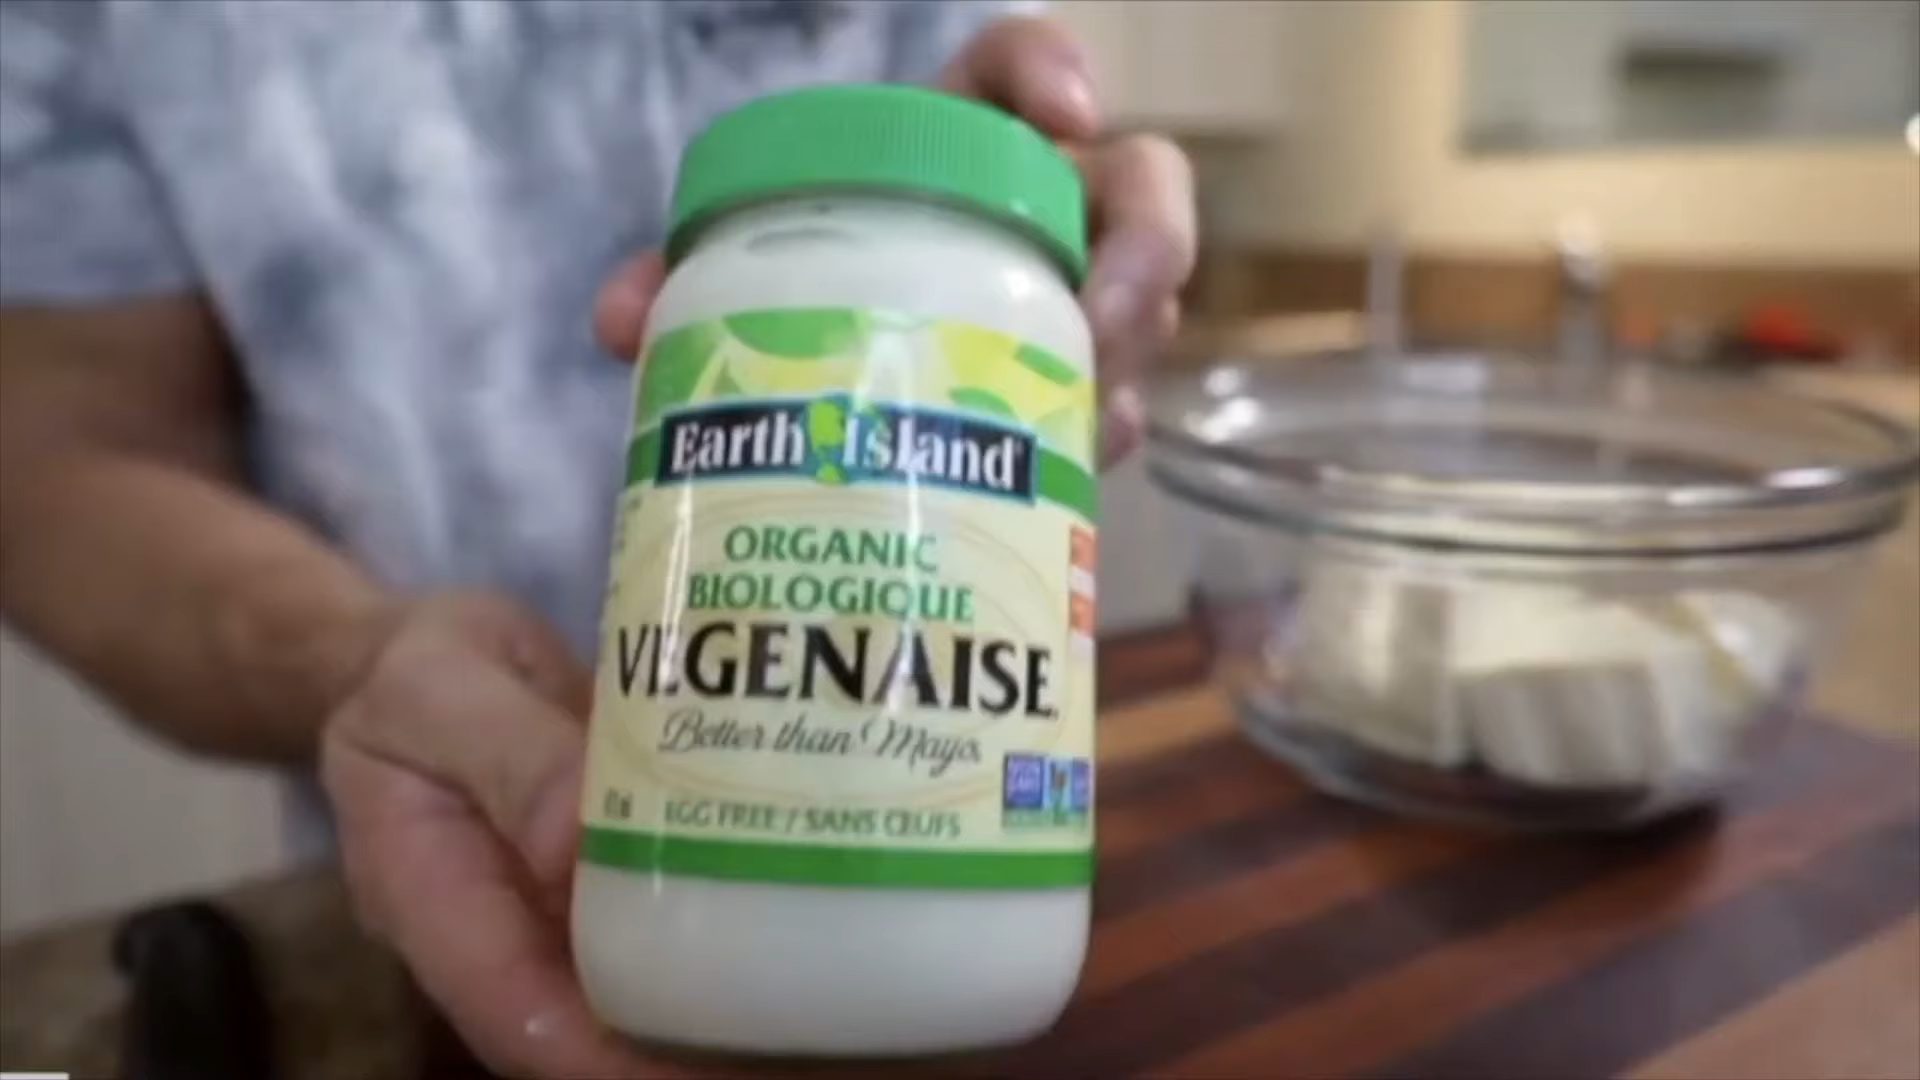 Earth Island®
ORGANIC
BIOLOGIQUE
VEGENAISE
Better than Mayo.
EGG FREE / SANS ŒUFS